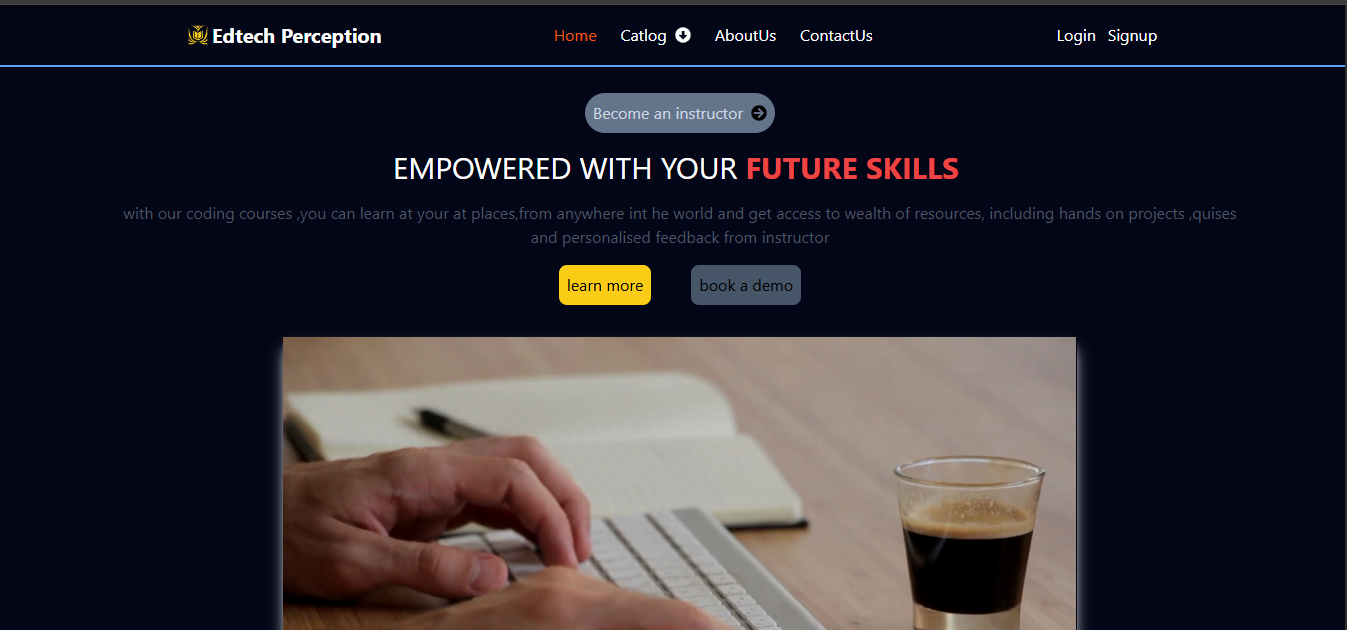 Edtech Perception Home Catlog AboutUs ContactUs Login Signup
Become an instructor
EMPOWERED WITH YOUR FUTURE SKILLS
with our coding courses ,you can learn at your at places,from anywhere int he world and get access to wealth of resources, including hands on projects ,quises
and personalised feedback from instructor
learn more book a demo